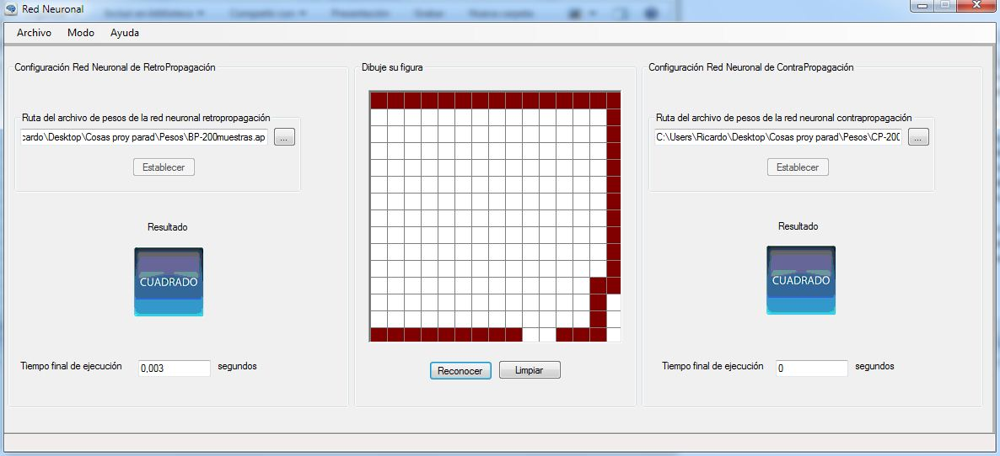 Red Neuronal
Archivo Modo Ayuda
Configuración Red Neuronal de RetroPropagación
Ruta del archivo de pesos de la red neuronal retropropagación
cardo\Desktop\Cosas proy parad\Pesos\BP-200muestras.ap
...
Establecer
Resultado
CUADRADO
Tiempo final de ejecución 0,003 segundos
Dibuje su figura
Reconocer Limpiar
Configuración Red Neuronal de ContraPropagación
Ruta del archivo de pesos de la red neuronal contrapropagación
C:\Users\Ricardo\Desktop\Cosas proy parad\Pesos\CP-200
...
Establecer
Resultado
CUADRADO
Tiempo final de ejecución 0 segundos